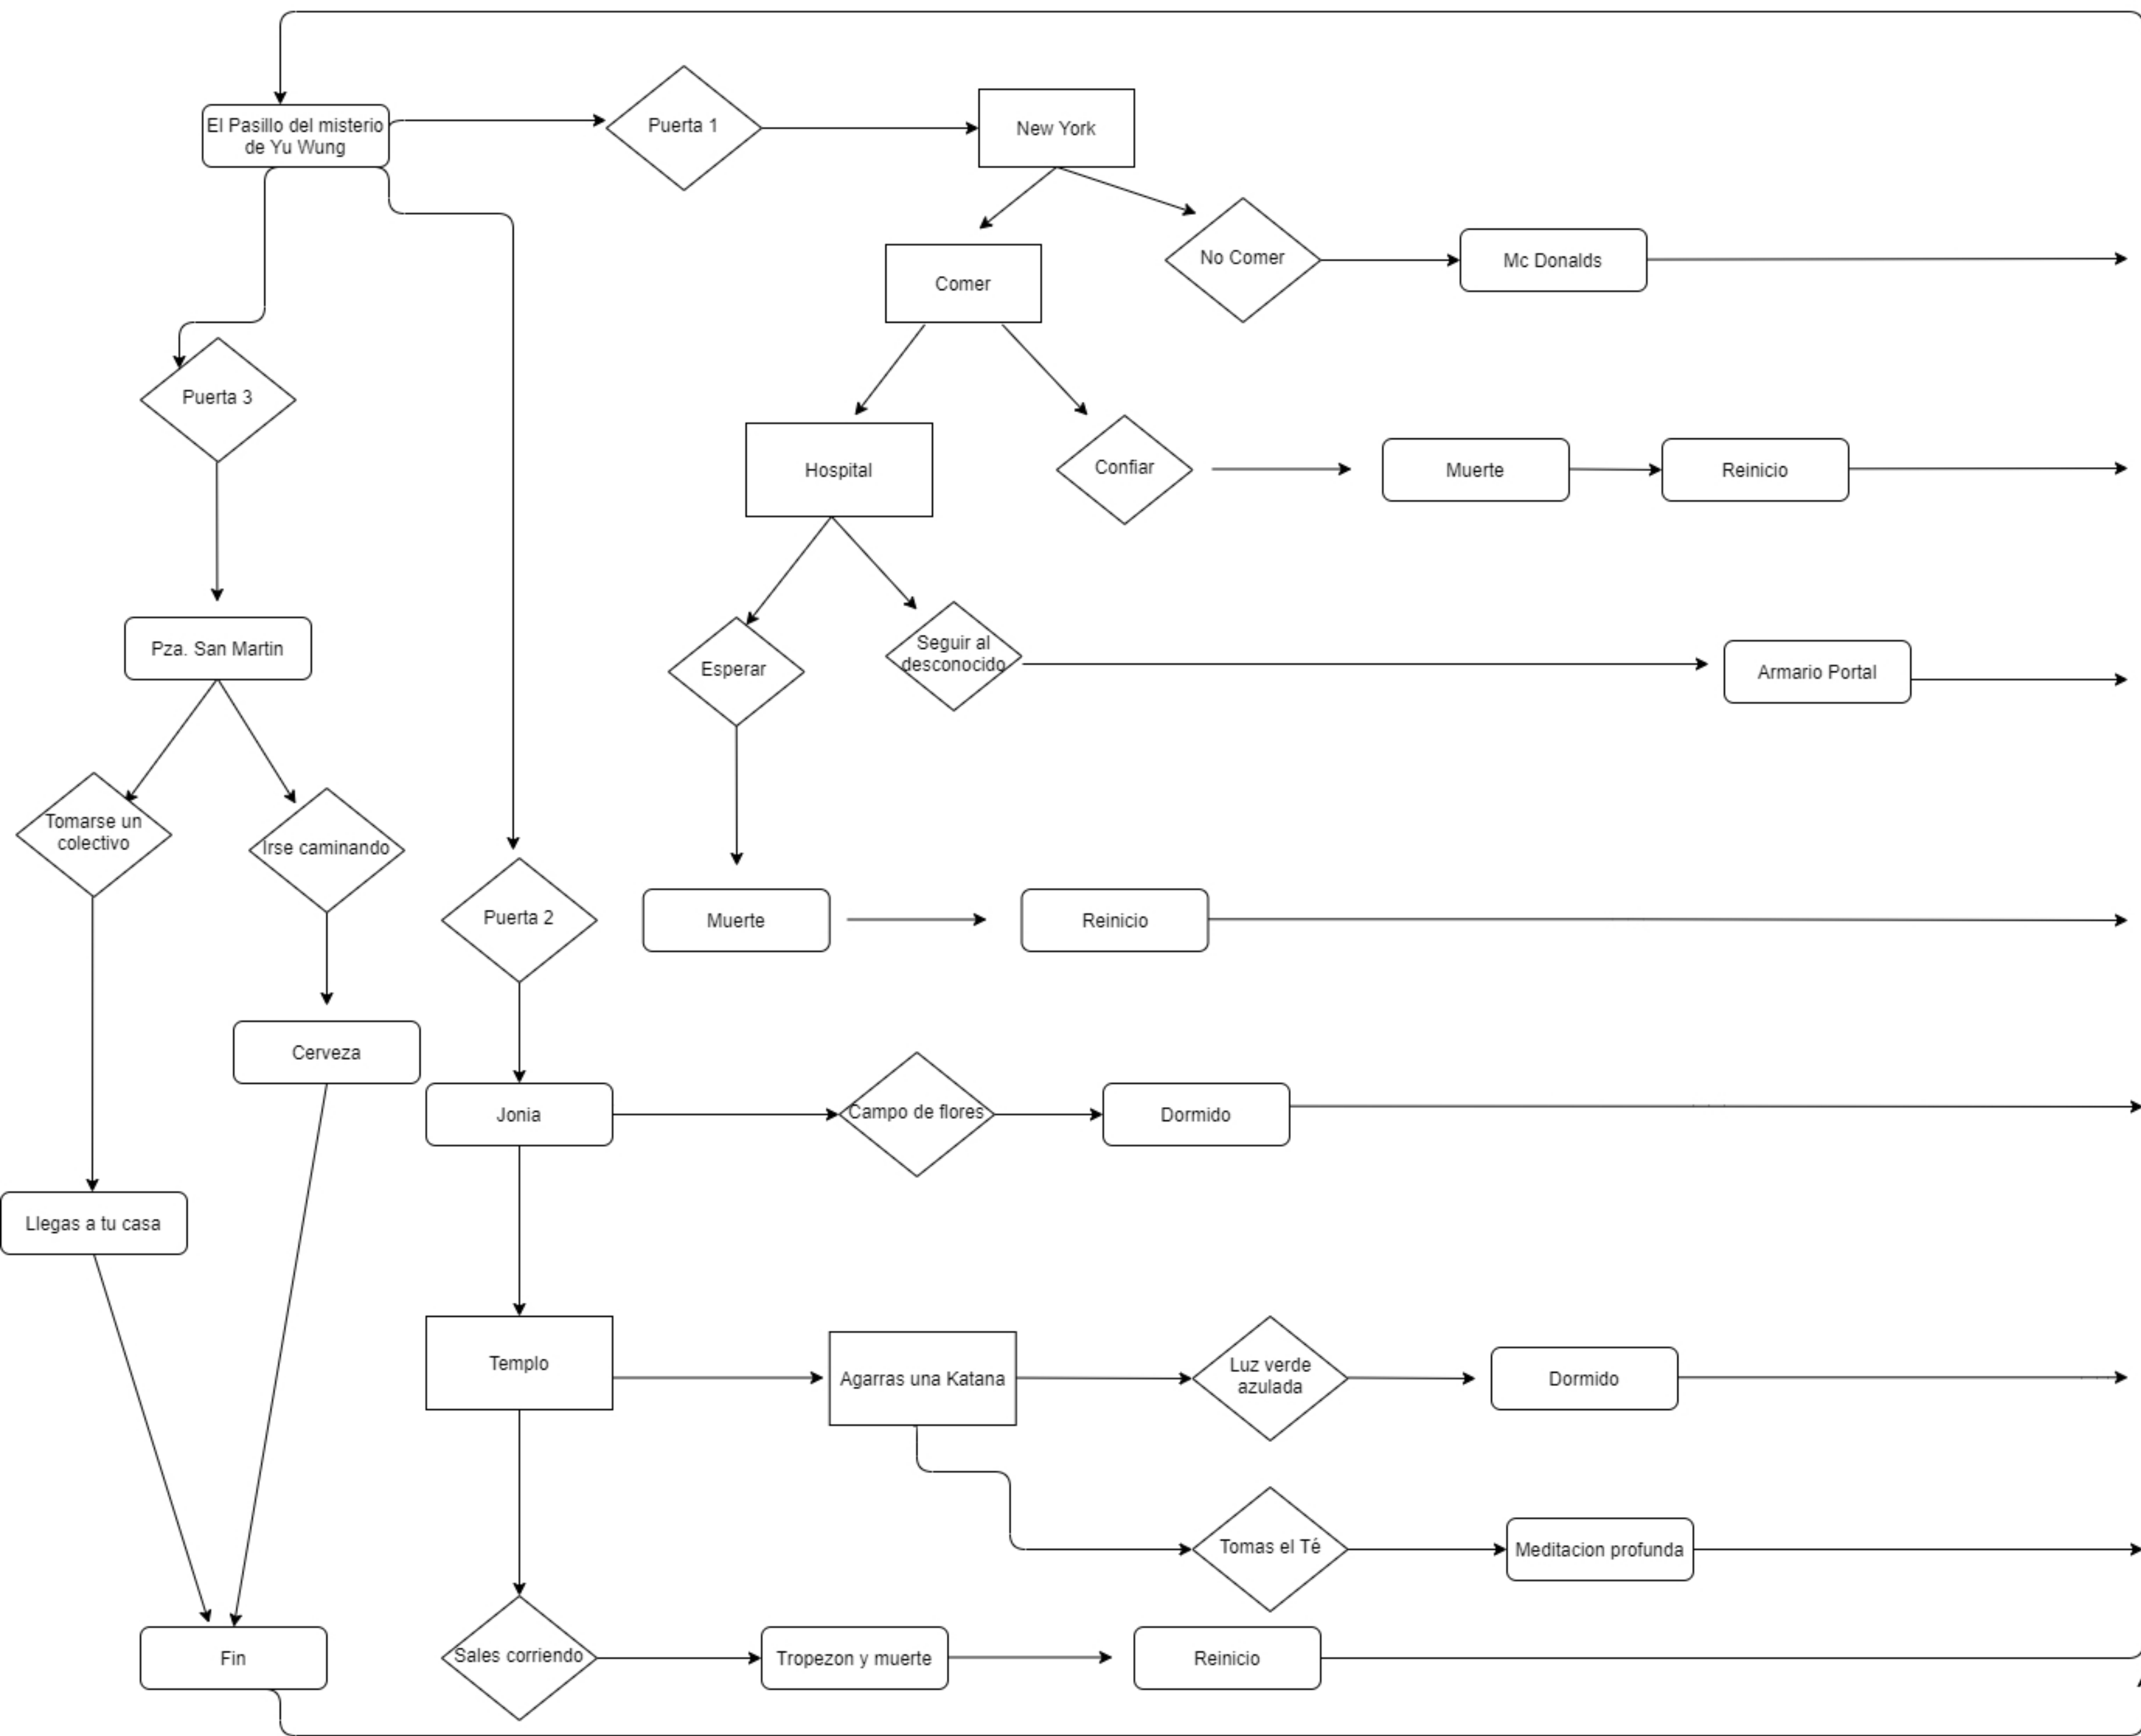 El Pasillo del misterio
de Yu Wung
Puerta 1
New York
No Comer
Mc Donalds
Comer
Puerta 3
Hospital
Confiar
Muerte
Reinicio
Pza. San Martin
Esperar
Seguir al
desconocido
Armario Portal
Tomarse un
colectivo
Irse caminando
Puerta 2
Muerte
Reinicio
Cerveza
Jonia
Campo de flores
Dormido
Llegas a tu casa
Templo
Agarras una Katana
Luz verde
azulada
Dormido
Tomas el Té
Meditacion profunda
Fin
Sales corriendo
Tropezon y muerte
Reinicio